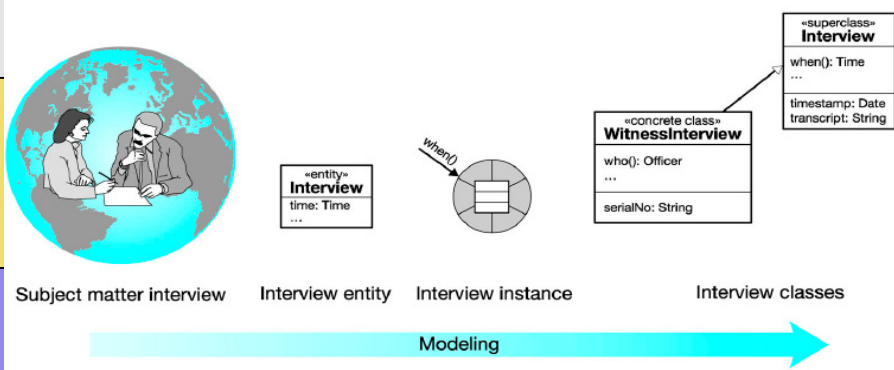 «superclass»
Interview
when(): Time
...
timestamp: Date
transcript: String
«concrete class»
WitnessInterview
who(): Officer
...
serialNo: String
when()
«entity»
Interview
time: Time
...
Subject matter interview
Interview entity
Interview instance
Interview classes
Modeling